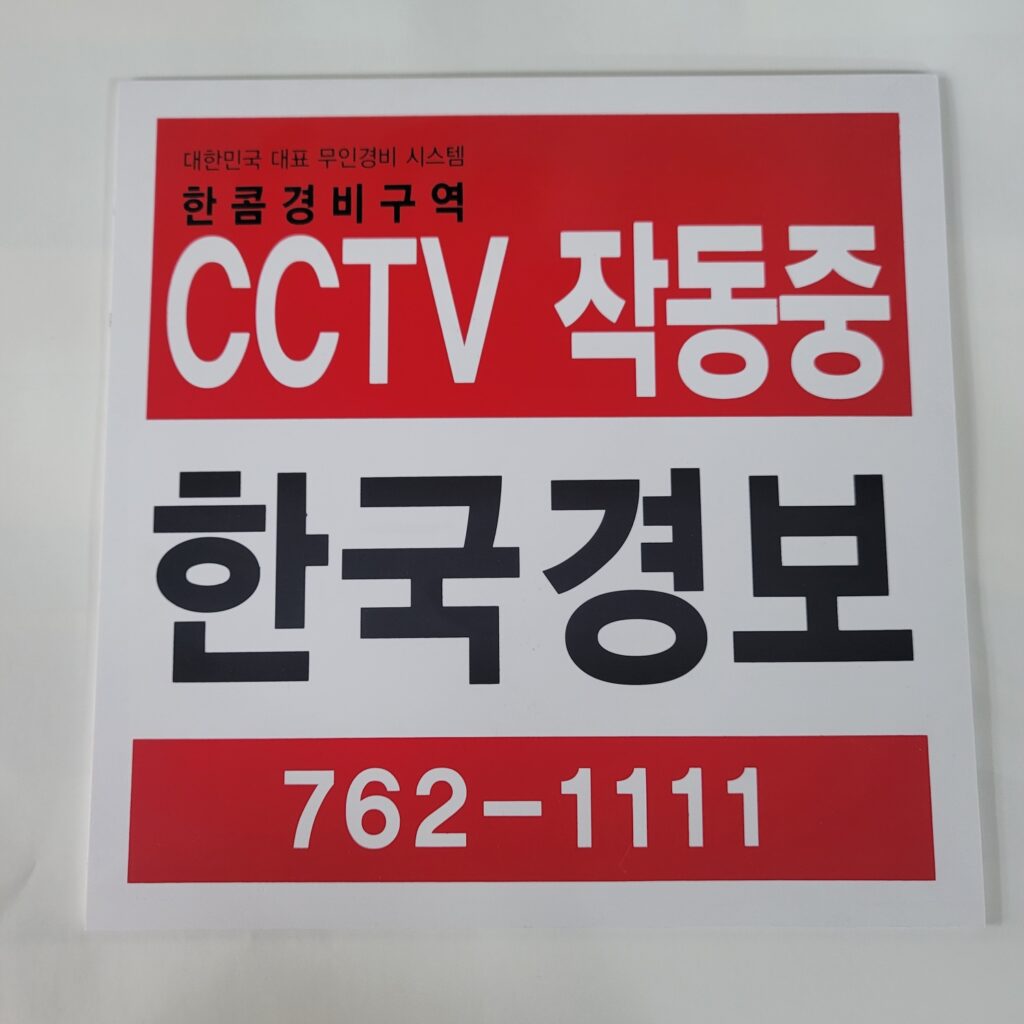 대한민국 대표 무인경비 시스템
한콤경비구역
CCTV 작동중
한국경보
762-1111